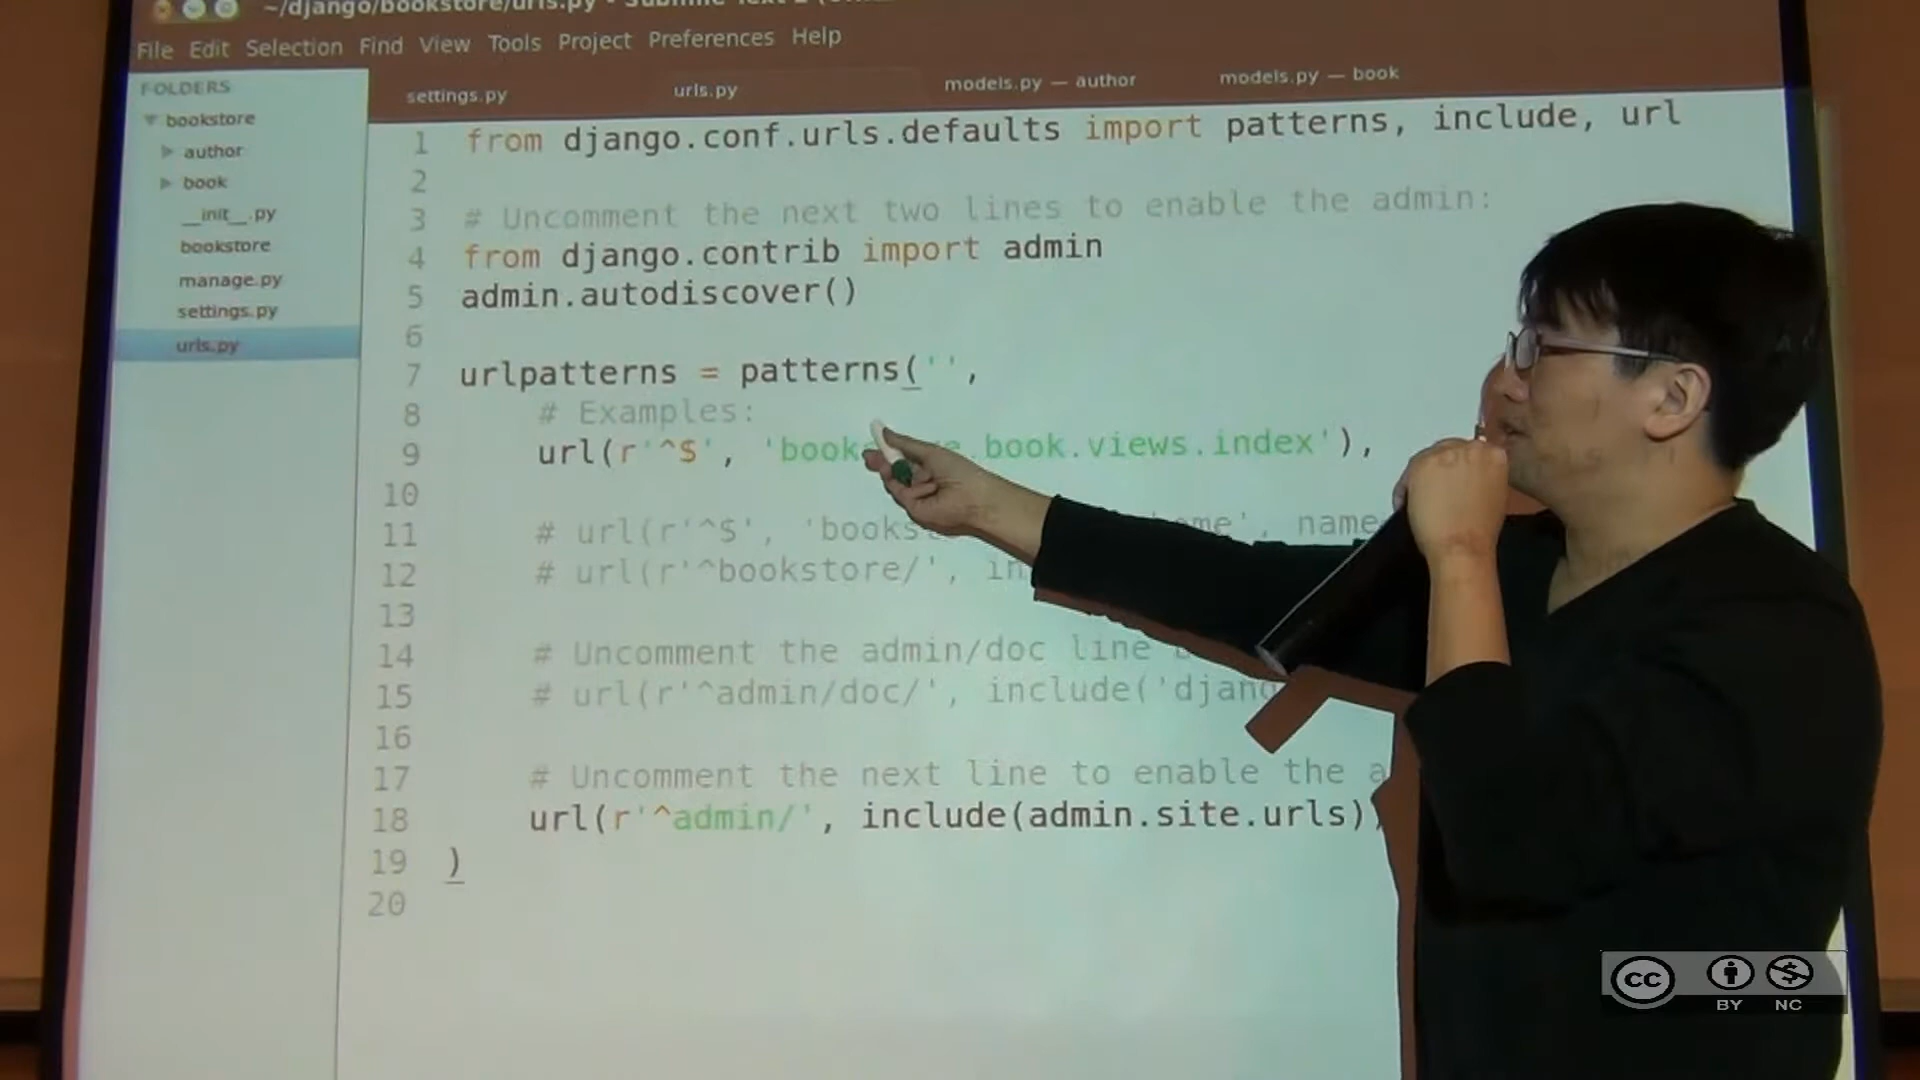 ~/django/bookstore/urls.py - Sublime Text 2
File Edit Selection Find View Tools Project Preferences Help
settings.py urls.py models.py — author models.py — book
FOLDERS
bookstore
author
book
__init__.py
bookstore
manage.py
settings.py
urls.py
1 from django.conf.urls.defaults import patterns, include, url
2
3 # Uncomment the next two lines to enable the admin:
4 from django.contrib import admin
5 admin.autodiscover()
6
7 urlpatterns = patterns('',
8 # Examples:
9 url(r'^$', 'book .book.views.index'),
10
11 # url(r'^$', 'books ', name
12 # url(r'^bookstore/', in
13
14 # Uncomment the admin/doc line
15 # url(r'^admin/doc/', include('djang
16
17 # Uncomment the next line to enable the a
18 url(r'^admin/', include(admin.site.urls))
19 )
20
cc
BY NC